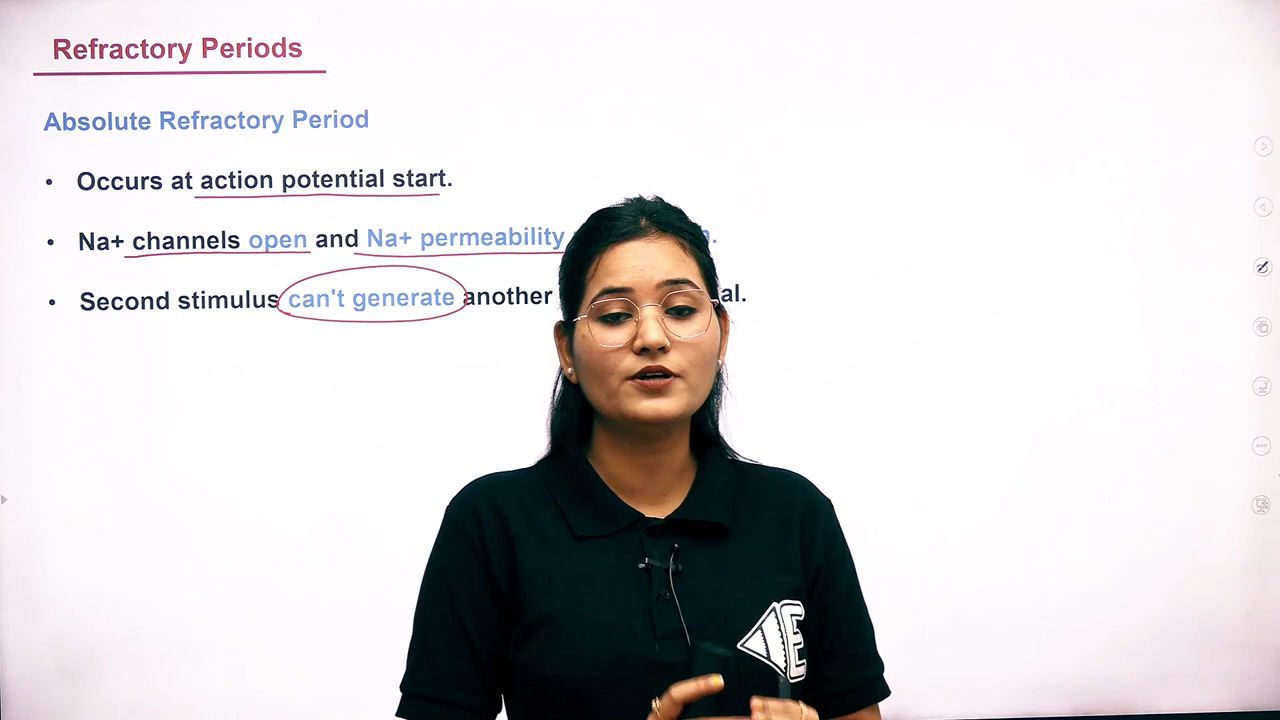 Refractory Periods
Absolute Refractory Period
• Occurs at action potential start.
• Na+ channels open and Na+ permeability
• Second stimulus can't generate another al.
E